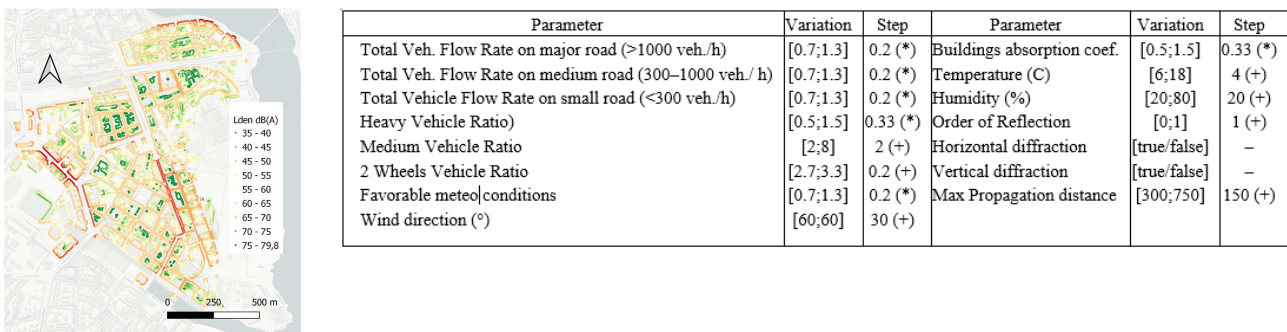 Lden dB(A)
35 - 40
40 - 45
45 - 50
50 - 55
55 - 60
60 - 65
65 - 70
70 - 75
75 - 79,8
0 250 500 m
Parameter Variation Step Parameter Variation Step
Total Veh. Flow Rate on major road (>1000 veh./h) [0.7;1.3] 0.2 (*) Buildings absorption coef. [0.5;1.5] 0.33 (*)
Total Veh. Flow Rate on medium road (300–1000 veh./ h) [0.7;1.3] 0.2 (*) Temperature (C) [6;18] 4 (+)
Total Vehicle Flow Rate on small road (<300 veh./h) [0.7;1.3] 0.2 (*) Humidity (%) [20;80] 20 (+)
Heavy Vehicle Ratio) [0.5;1.5] 0.33 (*) Order of Reflection [0;1] 1 (+)
Medium Vehicle Ratio [2;8] 2 (+) Horizontal diffraction [true/false] –
2 Wheels Vehicle Ratio [2.7;3.3] 0.2 (+) Vertical diffraction [true/false] –
Favorable meteo conditions [0.7;1.3] 0.2 (*) Max Propagation distance [300;750] 150 (+)
Wind direction (°) [60;60] 30 (+)